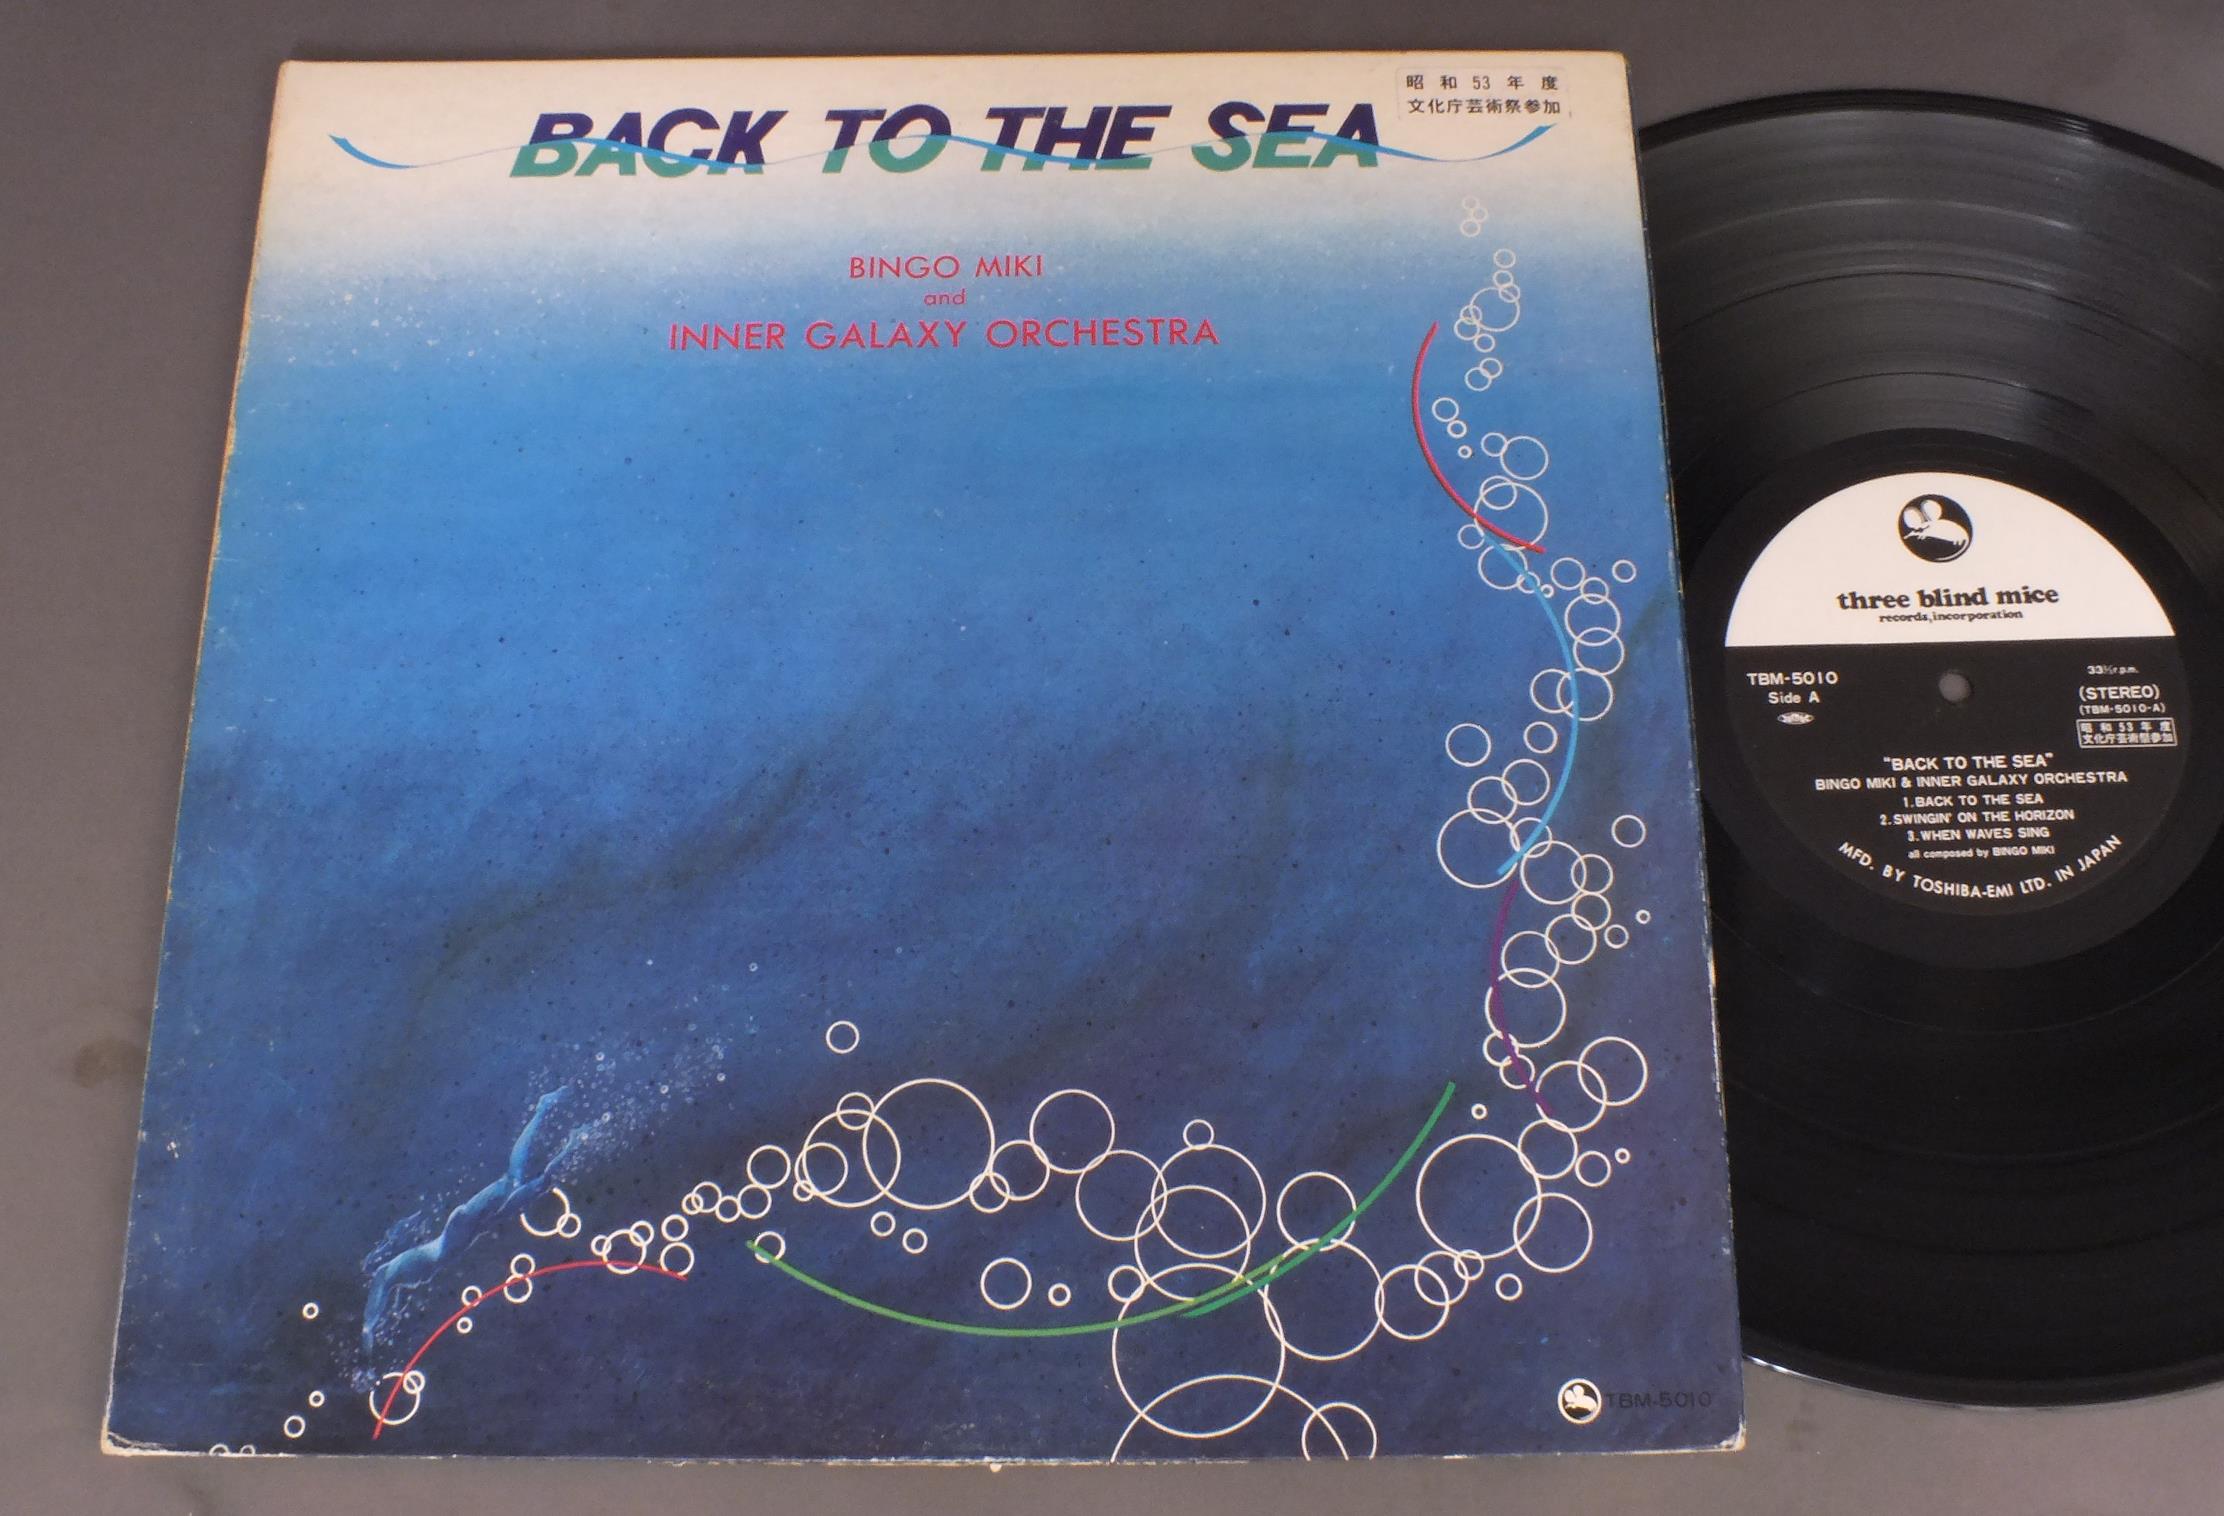 昭和53年度
文化庁芸術祭参加
BACK TO THE SEA
BINGO MIKI
and
INNER GALAXY ORCHESTRA
TBM-5010
three blind mice
records, incorporation
TBM-5010
Side A
33⅓r.p.m.
(STEREO)
(TBM-5010-A)
昭和53年度
文化庁芸術祭参加
"BACK TO THE SEA"
BINGO MIKI & INNER GALAXY ORCHESTRA
1.BACK TO THE SEA
2.SWINGIN' ON THE HORIZON
3.WHEN WAVES SING
all composed by BINGO MIKI
MFD. BY TOSHIBA-EMI LTD. IN JAPAN